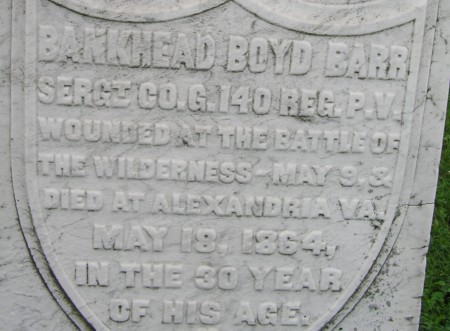 BANKHEAD BOYD BARR
SERGT. CO. G. 140 REG. P. V.
WOUNDED AT THE BATTLE OF
THE WILDERNESS - MAY 9. &
DIED AT ALEXANDRIA VA.
MAY 18. 1864,
IN THE 30 YEAR
OF HIS AGE.